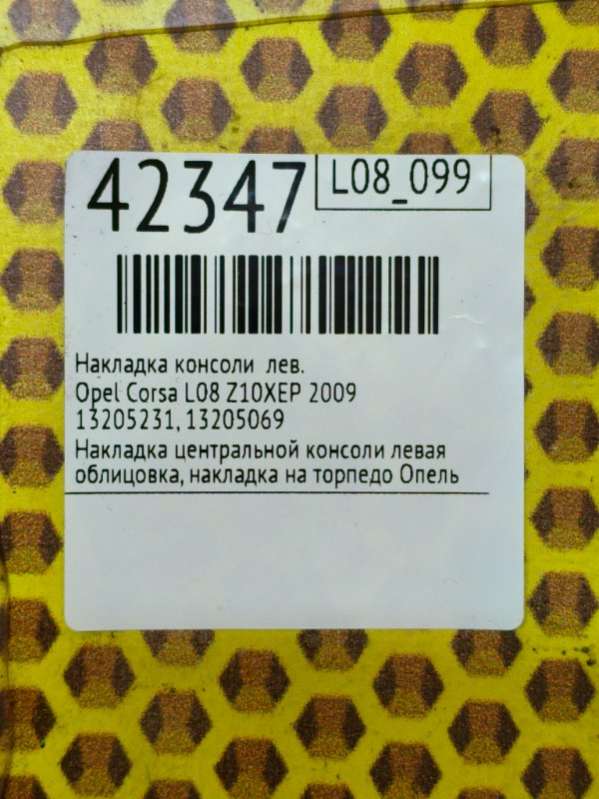 42347
L08_099
Накладка консоли лев.
Opel Corsa L08 Z10XEP 2009
13205231, 13205069
Накладка центральной консоли левая
облицовка, накладка на торпедо Опель